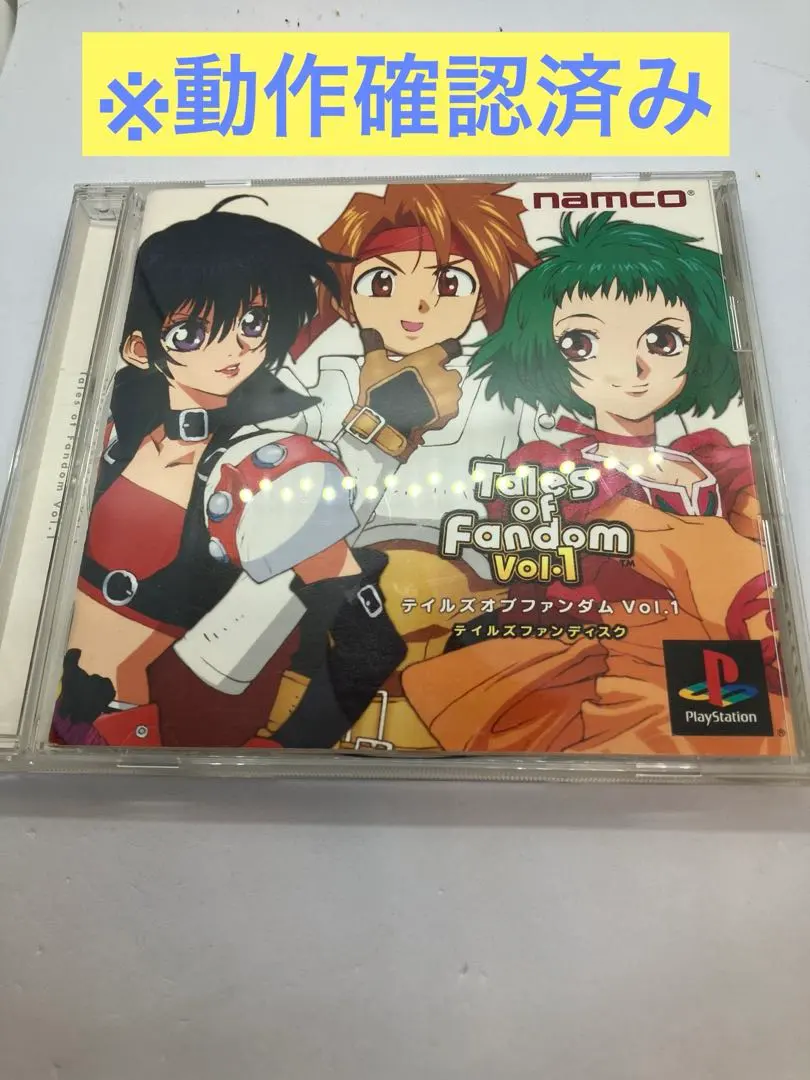 ※動作確認済み
namco®
Tales of Fandom Vol.1
Tales
of
Fandom
Vol.1™
テイルズオブファンダム Vol.1
テイルズファンディスク
PlayStation
®